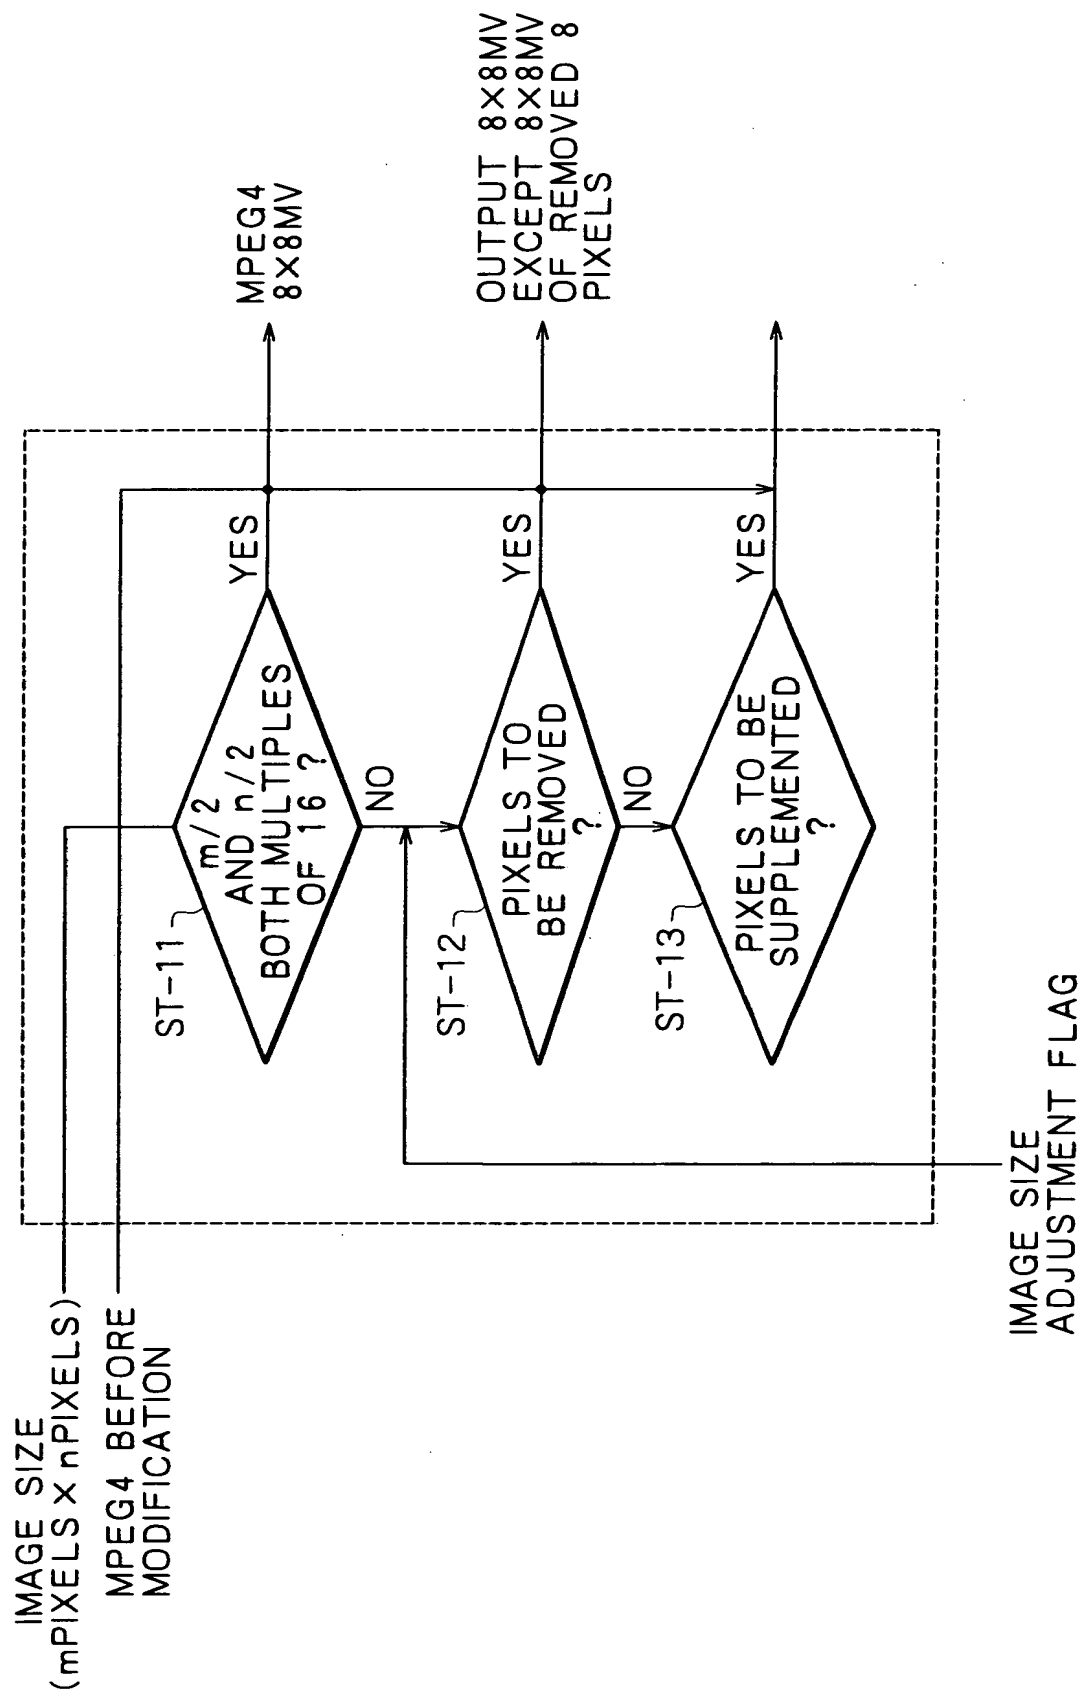 IMAGE SIZE
(mPIXELS × nPIXELS)
MPEG4 BEFORE
MODIFICATION
ST-11
m/2
AND n/2
BOTH MULTIPLES
OF 16 ?
YES
MPEG4
8×8MV
NO
ST-12
PIXELS TO
BE REMOVED
?
YES
OUTPUT 8×8MV
EXCEPT 8×8MV
OF REMOVED 8
PIXELS
NO
ST-13
PIXELS TO BE
SUPPLEMENTED
?
YES
IMAGE SIZE
ADJUSTMENT FLAG